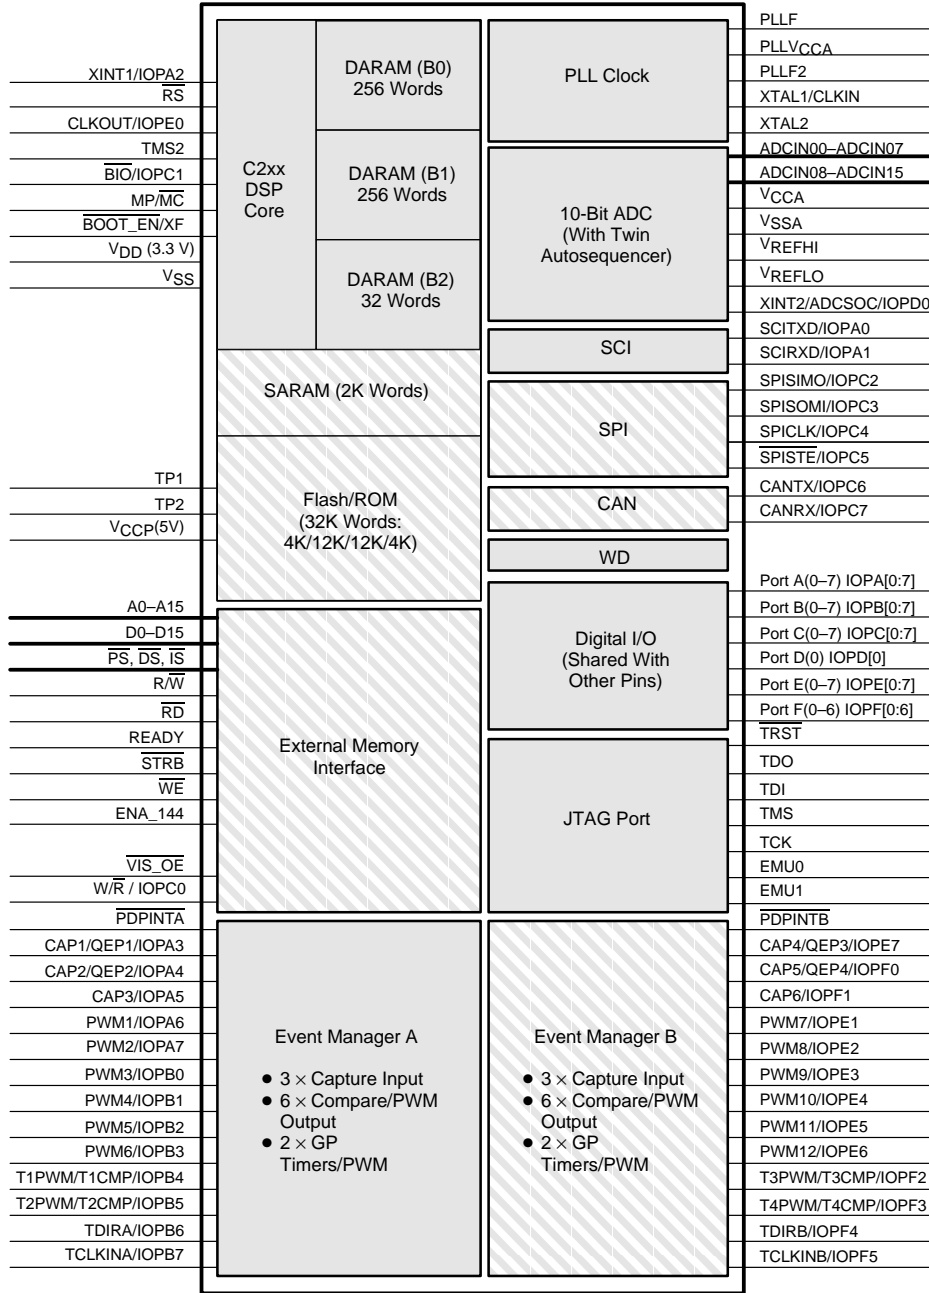 XINT1/IOPA2
RS
CLKOUT/IOPE0
TMS2
BIO/IOPC1
MP/MC
BOOT_EN/XF
VDD (3.3 V)
VSS
TP1
TP2
VCCP(5V)
A0–A15
D0–D15
PS, DS, IS
R/W
RD
READY
STRB
WE
ENA_144
VIS_OE
W/R / IOPC0
PDPINTA
CAP1/QEP1/IOPA3
CAP2/QEP2/IOPA4
CAP3/IOPA5
PWM1/IOPA6
PWM2/IOPA7
PWM3/IOPB0
PWM4/IOPB1
PWM5/IOPB2
PWM6/IOPB3
T1PWM/T1CMP/IOPB4
T2PWM/T2CMP/IOPB5
TDIRA/IOPB6
TCLKINA/IOPB7
C2xx
DSP
Core
DARAM (B0)
256 Words
DARAM (B1)
256 Words
DARAM (B2)
32 Words
SARAM (2K Words)
Flash/ROM
(32K Words:
4K/12K/12K/4K)
External Memory
Interface
Event Manager A
● 3 × Capture Input
● 6 × Compare/PWM
Output
● 2 × GP
Timers/PWM
PLL Clock
10-Bit ADC
(With Twin
Autosequencer)
SCI
SPI
CAN
WD
Digital I/O
(Shared With
Other Pins)
JTAG Port
Event Manager B
● 3 × Capture Input
● 6 × Compare/PWM
Output
● 2 × GP
Timers/PWM
PLLF
PLLVCCA
PLLF2
XTAL1/CLKIN
XTAL2
ADCIN00–ADCIN07
ADCIN08–ADCIN15
VCCA
VSSA
VREFHI
VREFLO
XINT2/ADCSOC/IOPD0
SCITXD/IOPA0
SCIRXD/IOPA1
SPISIMO/IOPC2
SPISOMI/IOPC3
SPICLK/IOPC4
SPISTE/IOPC5
CANTX/IOPC6
CANRX/IOPC7
Port A(0–7) IOPA[0:7]
Port B(0–7) IOPB[0:7]
Port C(0–7) IOPC[0:7]
Port D(0) IOPD[0]
Port E(0–7) IOPE[0:7]
Port F(0–6) IOPF[0:6]
TRST
TDO
TDI
TMS
TCK
EMU0
EMU1
PDPINTB
CAP4/QEP3/IOPE7
CAP5/QEP4/IOPF0
CAP6/IOPF1
PWM7/IOPE1
PWM8/IOPE2
PWM9/IOPE3
PWM10/IOPE4
PWM11/IOPE5
PWM12/IOPE6
T3PWM/T3CMP/IOPF2
T4PWM/T4CMP/IOPF3
TDIRB/IOPF4
TCLKINB/IOPF5